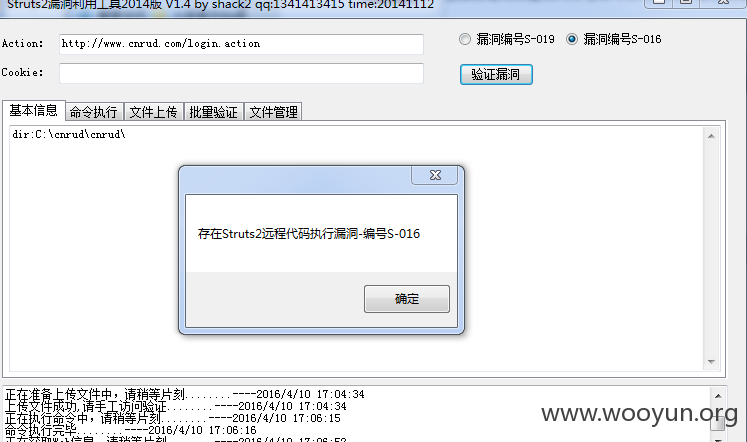 Struts2漏洞利用工具2014版 V1.4 by shack2 qq:1341413415 time:20141112
Action: http://www.cnrud.com/login.action
漏洞编号S-019 漏洞编号S-016
Cookie:
验证漏洞
基本信息 命令执行 文件上传 批量验证 文件管理
dir:C:\cnrud\cnrud\
存在Struts2远程代码执行漏洞-编号S-016
确定
正在准备上传文件中，请稍等片刻........----2016/4/10 17:04:34
上传文件成功,请手工访问验证........----2016/4/10 17:04:34
正在执行命令中，请稍等片刻........----2016/4/10 17:06:15
命令执行完毕........----2016/4/10 17:06:16
www.wooyun.org